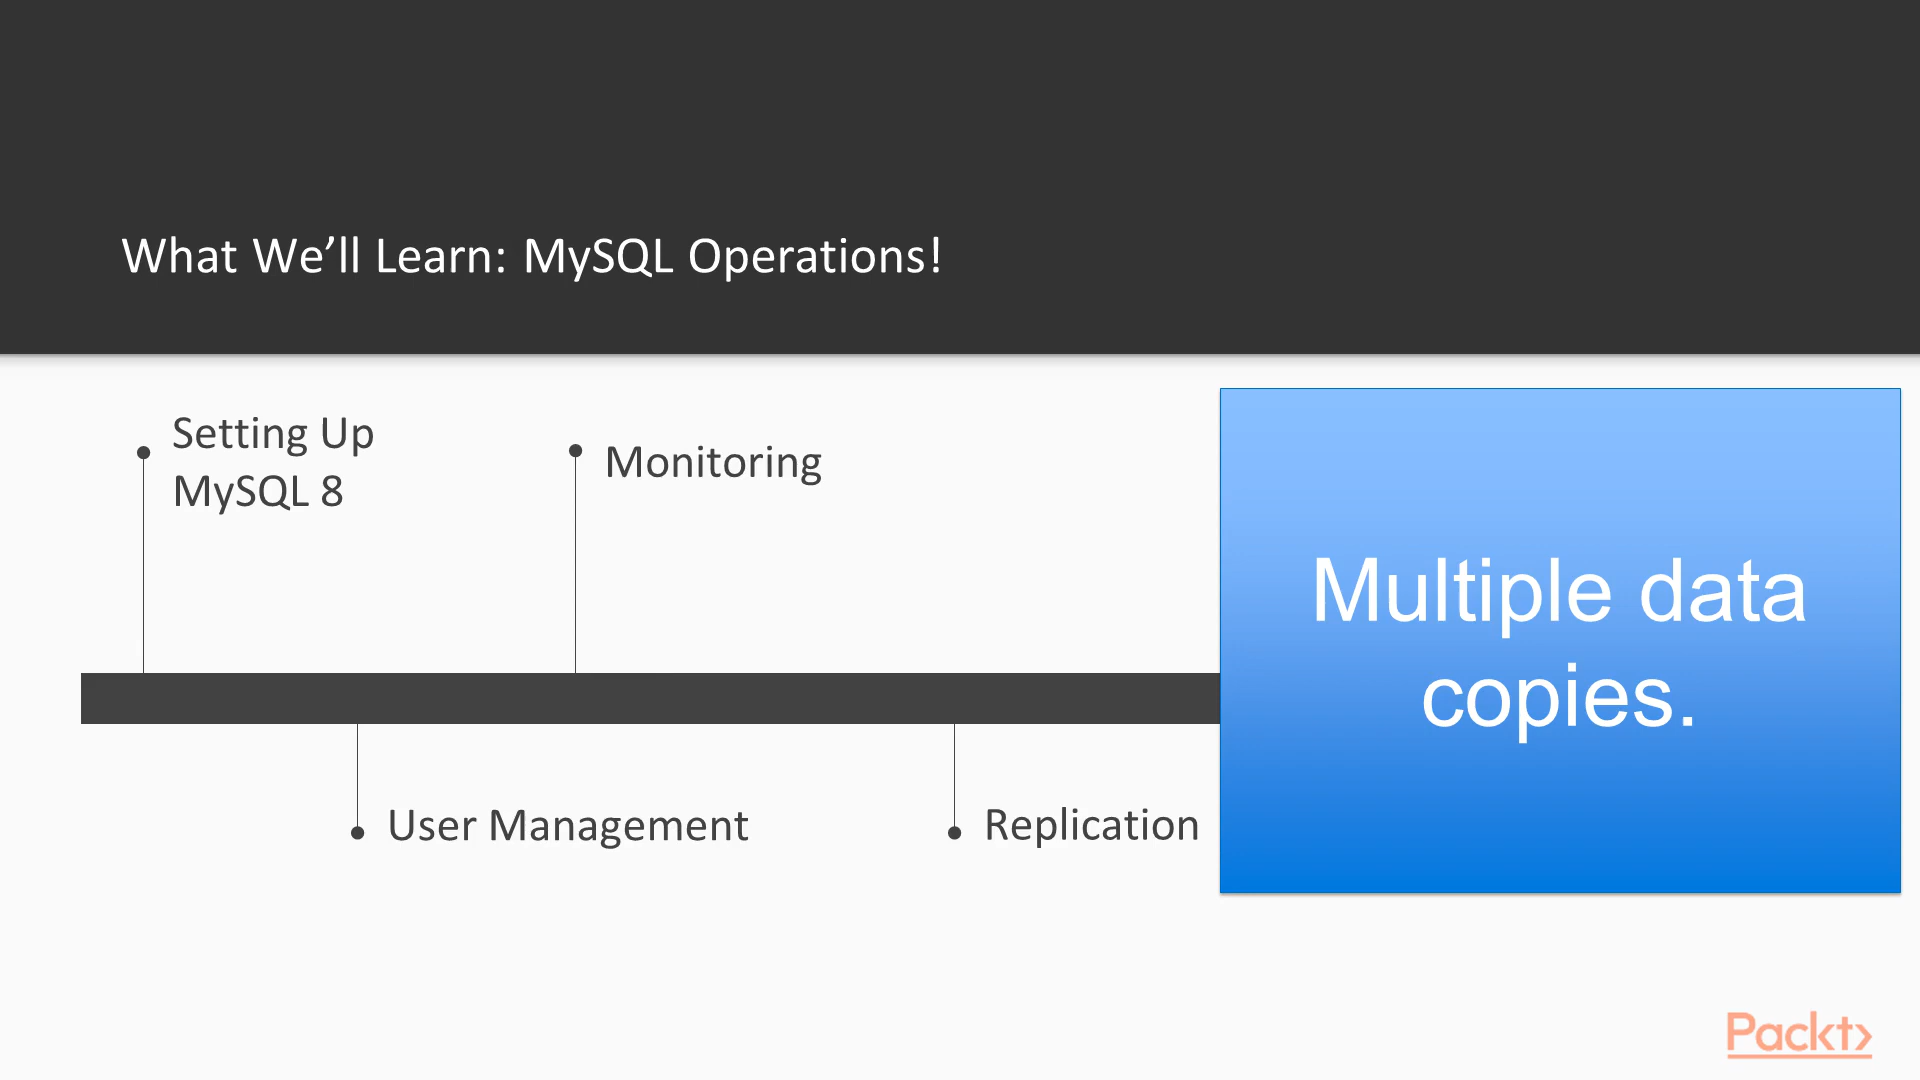 What We’ll Learn: MySQL Operations!
Setting Up
MySQL 8
Monitoring
User Management
Replication
Multiple data
copies.
Packt>